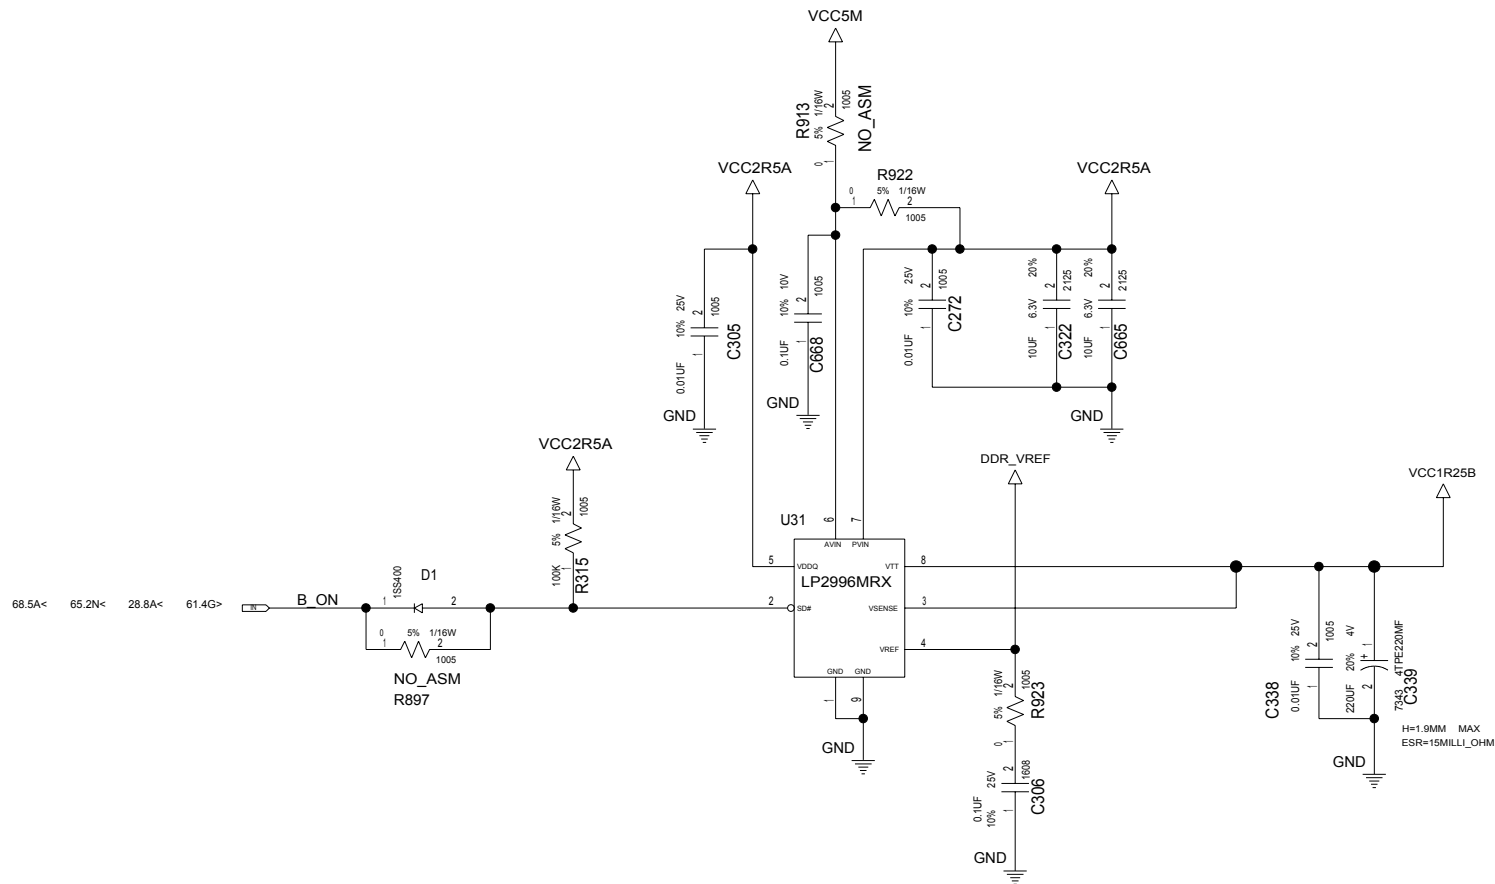 VCC5M
R913
5% 1/16W
2
1005
NO_ASM
0
1
VCC2R5A
R922
0
5% 1/16W
1
2
1005
VCC2R5A
C305
0.01UF
10% 25V
2
1005
1
GND
C668
0.1UF
10% 10V
2
1005
1
GND
C272
0.01UF
10% 25V
2
1005
1
C322
10UF 6.3V 20%
2
2125
1
C665
10UF 6.3V 20%
2
2125
1
GND
VCC2R5A
R315
100K
5% 1/16W
2
1005
1
DDR_VREF
VCC1R25B
U31
6
7
AVIN PVIN
5
VDDQ
VTT
8
LP2996MRX
68.5A< 65.2N< 28.8A< 61.4G>
IN
B_ON
1
1SS400
D1
2
2
SD#
VSENSE
3
0
5% 1/16W
1
2
1005
NO_ASM
R897
VREF
4
GND GND
1
9
GND
R923
5% 1/16W
2
1005
0
1
C306
0.1UF
10%
25V
2
1608
1
GND
C338
0.01UF
10% 25V
2
1005
1
C339
220UF 20% 4V
1
+
2
7343 4TPE220MF
H=1.9MM MAX
ESR=15MILLI_OHM
GND